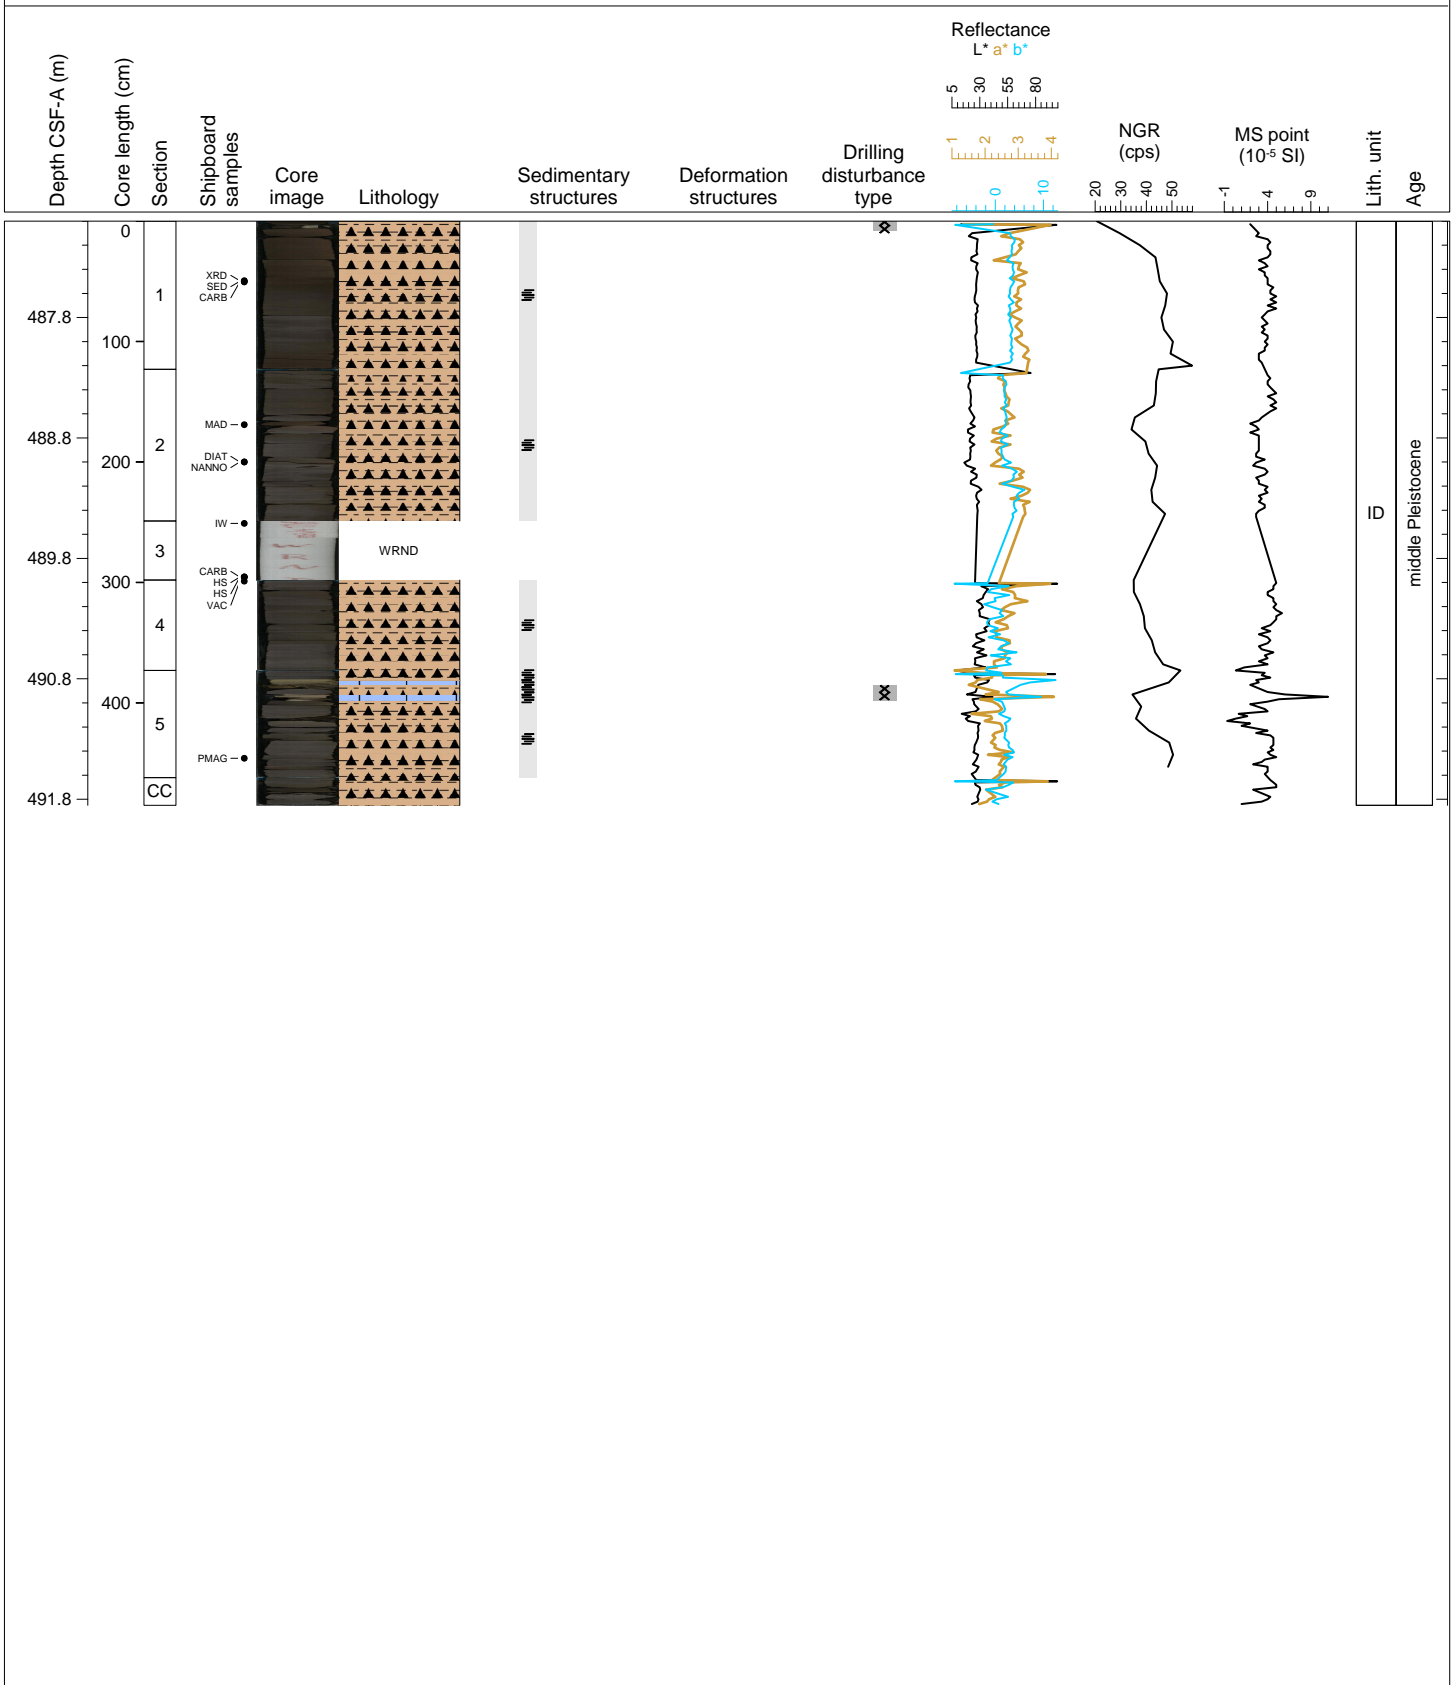 Depth CSF-A (m)
Core length (cm)
Section
Shipboard
samples
Core
image
Lithology
Sedimentary
structures
Deformation
structures
Drilling
disturbance
type
Reflectance
L* a* b*
5 30 55 80
1 2 3 4
0 10
NGR
(cps)
20 30 40 50
MS point
(10⁻⁵ SI)
-1 4 9
Lith. unit
Age
487.8
488.8
489.8
490.8
491.8
0
100
200
300
400
1
2
3
4
5
CC
XRD
SED
CARB
MAD
DIAT
NANNO
IW
CARB
HS
HS
VAC
PMAG
WRND
ID
middle Pleistocene